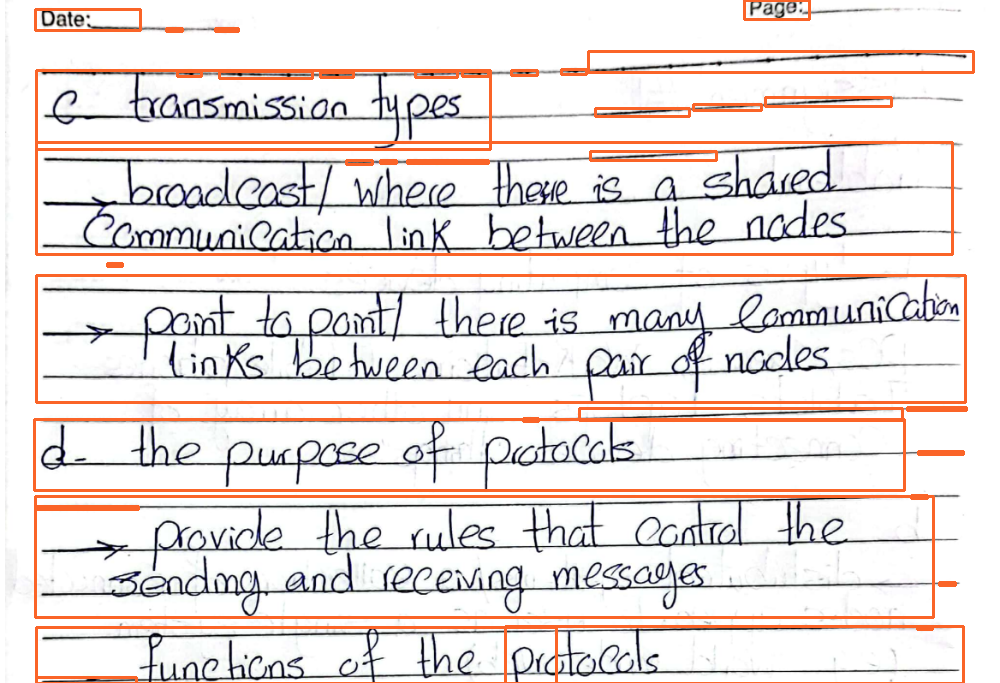 Date:
Page:
c- transmission types
→ broadcast/ where there is a shared
Communication link between the nodes
→ point to point/ there is many Communication
links between each pair of nodes
d- the purpose of protocols
→ provide the rules that control the
sending and receiving messages
functions of the protocols